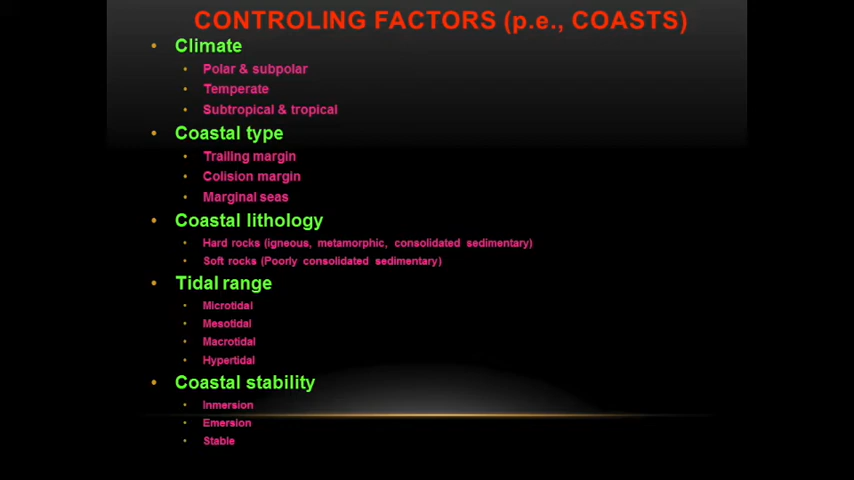 CONTROLING FACTORS (p.e., COASTS)
• Climate
• Polar & subpolar
• Temperate
• Subtropical & tropical
• Coastal type
• Trailing margin
• Colision margin
• Marginal seas
• Coastal lithology
• Hard rocks (igneous, metamorphic, consolidated sedimentary)
• Soft rocks (Poorly consolidated sedimentary)
• Tidal range
• Microtidal
• Mesotidal
• Macrotidal
• Hypertidal
• Coastal stability
• Inmersion
• Emersion
• Stable